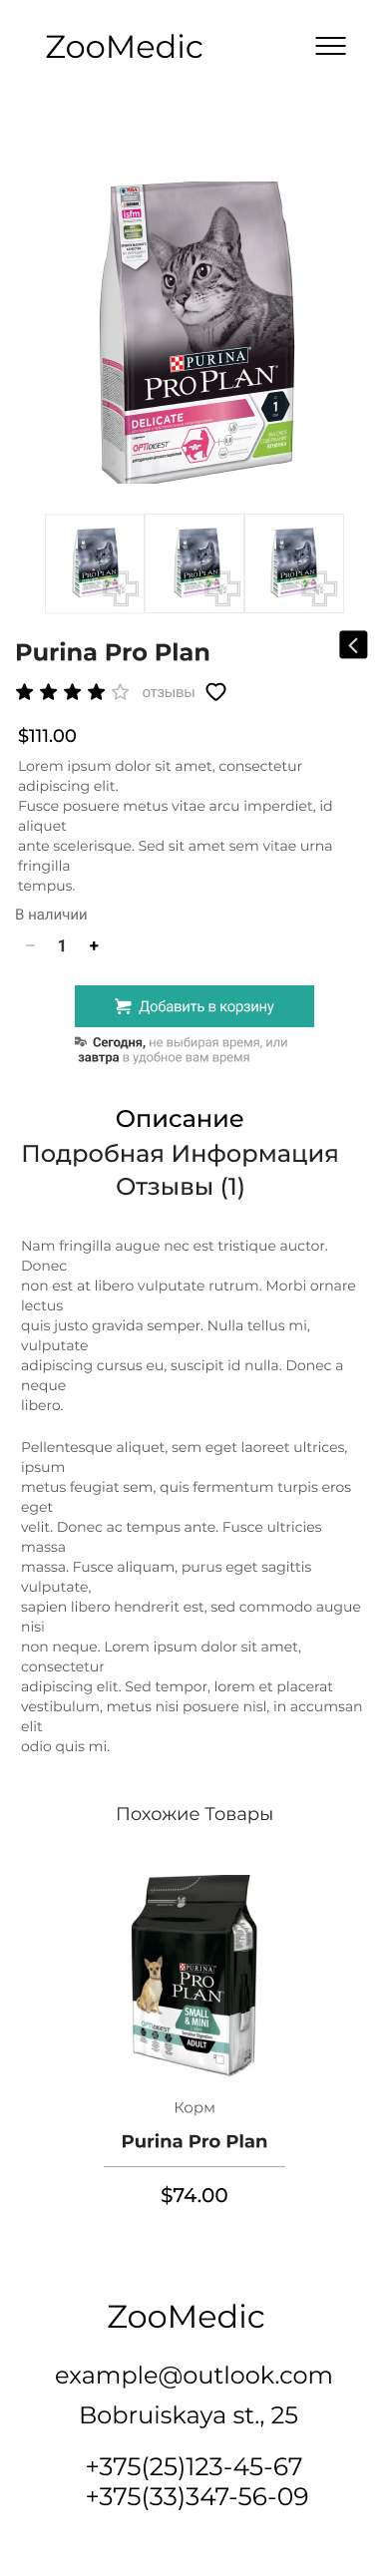 ZooMedic
PURINA
PRO PLAN
DELICATE
OPTIDIGEST
1
Purina Pro Plan
отзывы
$111.00
Lorem ipsum dolor sit amet, consectetur
adipiscing elit.
Fusce posuere metus vitae arcu imperdiet, id
aliquet
ante scelerisque. Sed sit amet sem vitae urna
fringilla
tempus.
В наличии
− 1 +
Добавить в корзину
Сегодня, не выбирая время, или
завтра в удобное вам время
Описание
Подробная Информация
Отзывы (1)
Nam fringilla augue nec est tristique auctor.
Donec
non est at libero vulputate rutrum. Morbi ornare
lectus
quis justo gravida semper. Nulla tellus mi,
vulputate
adipiscing cursus eu, suscipit id nulla. Donec a
neque
libero.
Pellentesque aliquet, sem eget laoreet ultrices,
ipsum
metus feugiat sem, quis fermentum turpis eros
eget
velit. Donec ac tempus ante. Fusce ultricies
massa
massa. Fusce aliquam, purus eget sagittis
vulputate,
sapien libero hendrerit est, sed commodo augue
nisi
non neque. Lorem ipsum dolor sit amet,
consectetur
adipiscing elit. Sed tempor, lorem et placerat
vestibulum, metus nisi posuere nisl, in accumsan
elit
odio quis mi.
Похожие Товары
PURINA
PRO
PLAN
SMALL
& MINI
OPTIDIGEST
ADULT
Корм
Purina Pro Plan
$74.00
ZooMedic
example@outlook.com
Bobruiskaya st., 25
+375(25)123-45-67
+375(33)347-56-09